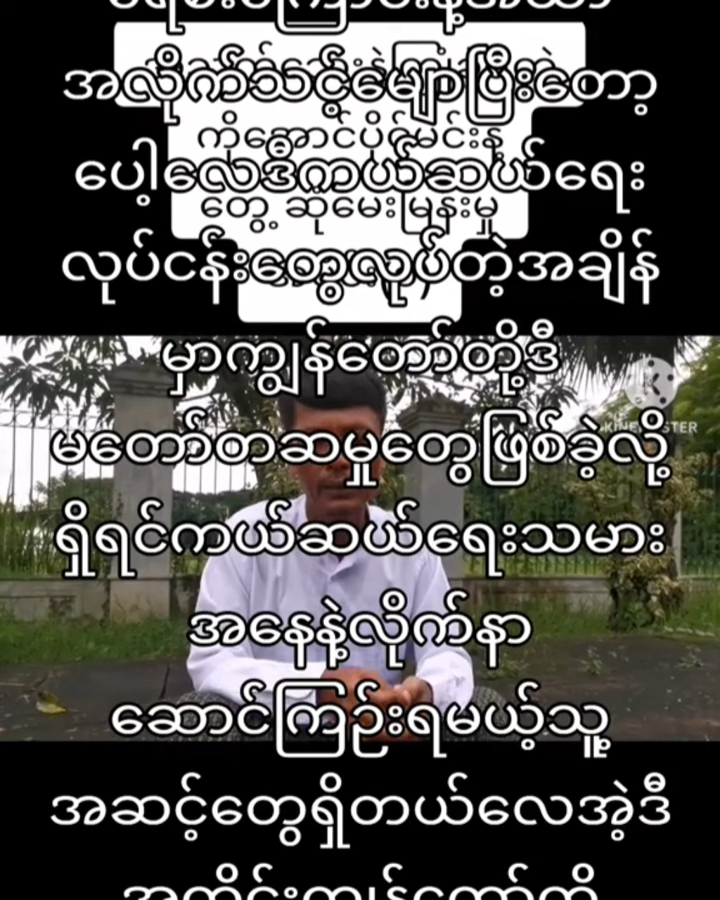 အလိုက်သင့်မျှောပြီးတော့
ကိုအောင်ပိုင်မင်းနဲ့
ပေါ့လေဒီကယ်ဆယ်ရေး
တွေ့ ဆုံမေးမြန်းမှု
လုပ်ငန်းတွေလုပ်တဲ့အချိန်
မှာကျွန်တော်တို့ဒီ
KINEMASTER
မတော်တဆမှုတွေဖြစ်ခဲ့လို့
ရှိရင်ကယ်ဆယ်ရေးသမား
အနေနဲ့လိုက်နာ
ဆောင်ကြဉ်းရမယ့်သူ့
အဆင့်တွေရှိတယ်လေအဲ့ဒီ